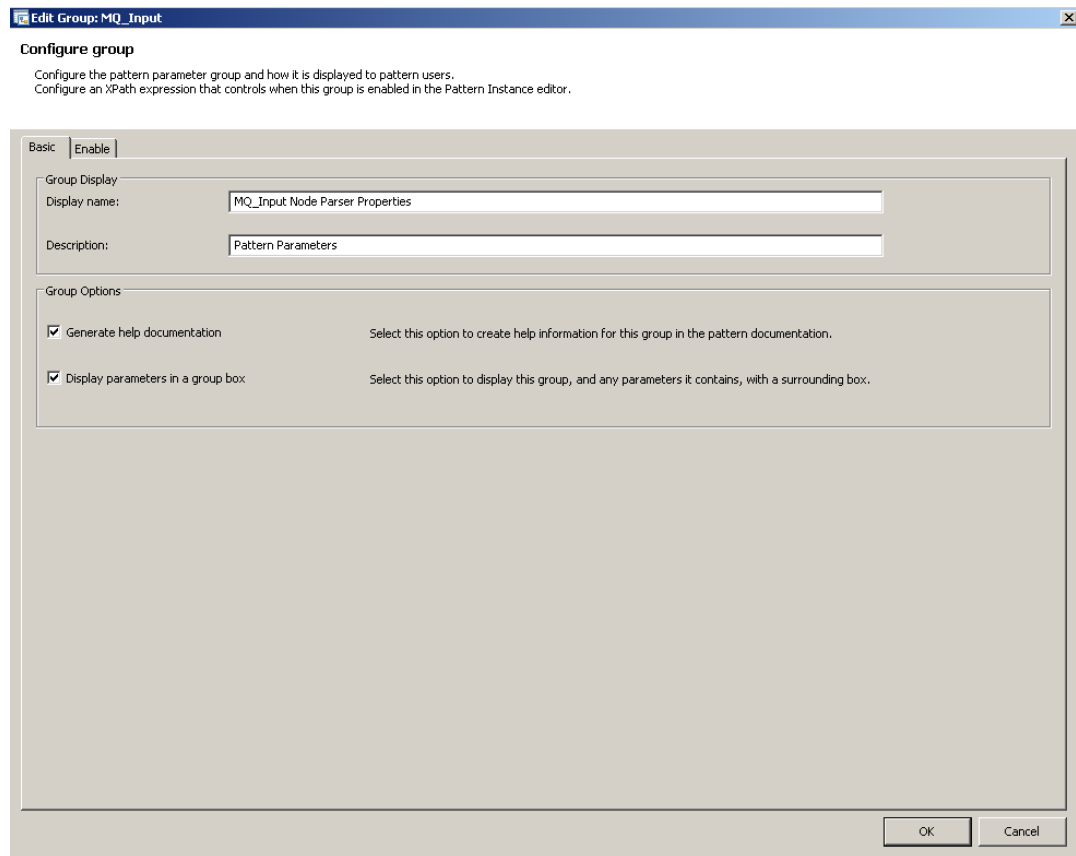 Edit Group: MQ_Input
Configure group
Configure the pattern parameter group and how it is displayed to pattern users.
Configure an XPath expression that controls when this group is enabled in the Pattern Instance editor.
Basic Enable
Group Display
Display name: MQ_Input Node Parser Properties
Description: Pattern Parameters
Group Options
Generate help documentation Select this option to create help information for this group in the pattern documentation.
Display parameters in a group box Select this option to display this group, and any parameters it contains, with a surrounding box.
OK Cancel